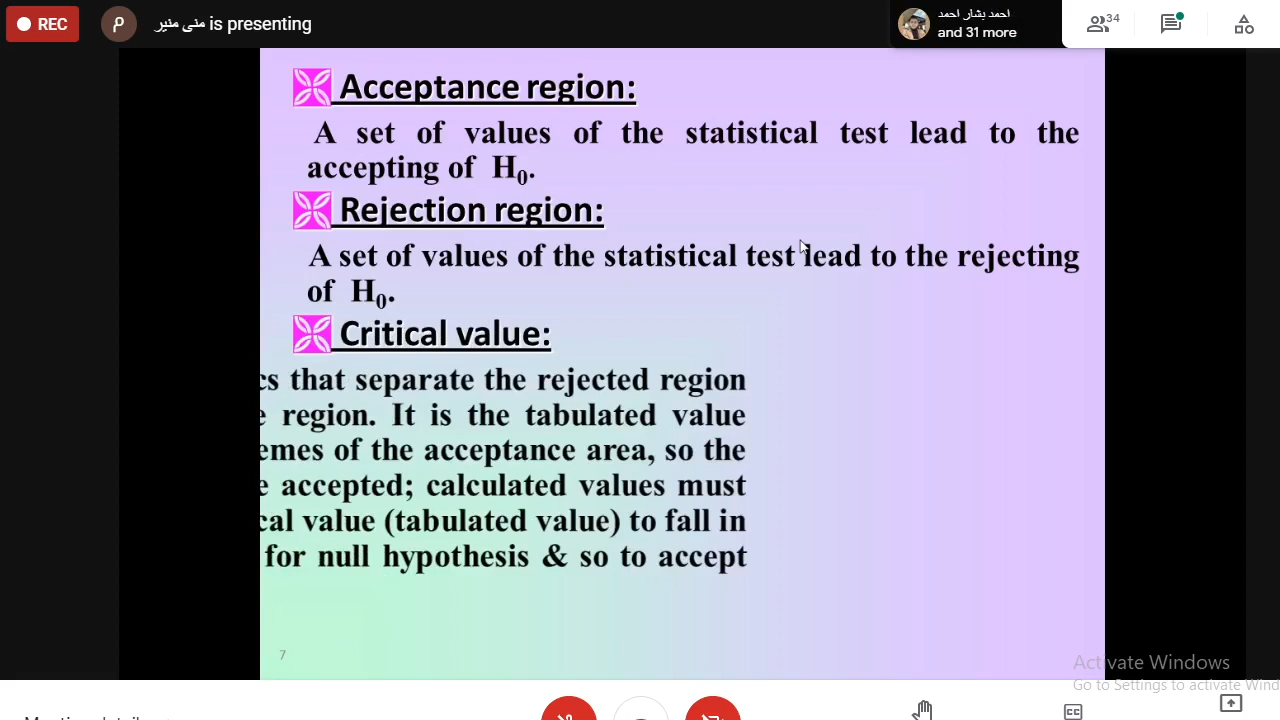 REC
م
منى منير is presenting
احمد بشار احمد
and 31 more
34
Acceptance region:
A set of values of the statistical test lead to the
accepting of H₀.
Rejection region:
A set of values of the statistical test lead to the rejecting
of H₀.
Critical value:
cs that separate the rejected region
e region. It is the tabulated value
emes of the acceptance area, so the
e accepted; calculated values must
cal value (tabulated value) to fall in
for null hypothesis & so to accept
7
Activate Windows
Go to Settings to activate Wind
CC